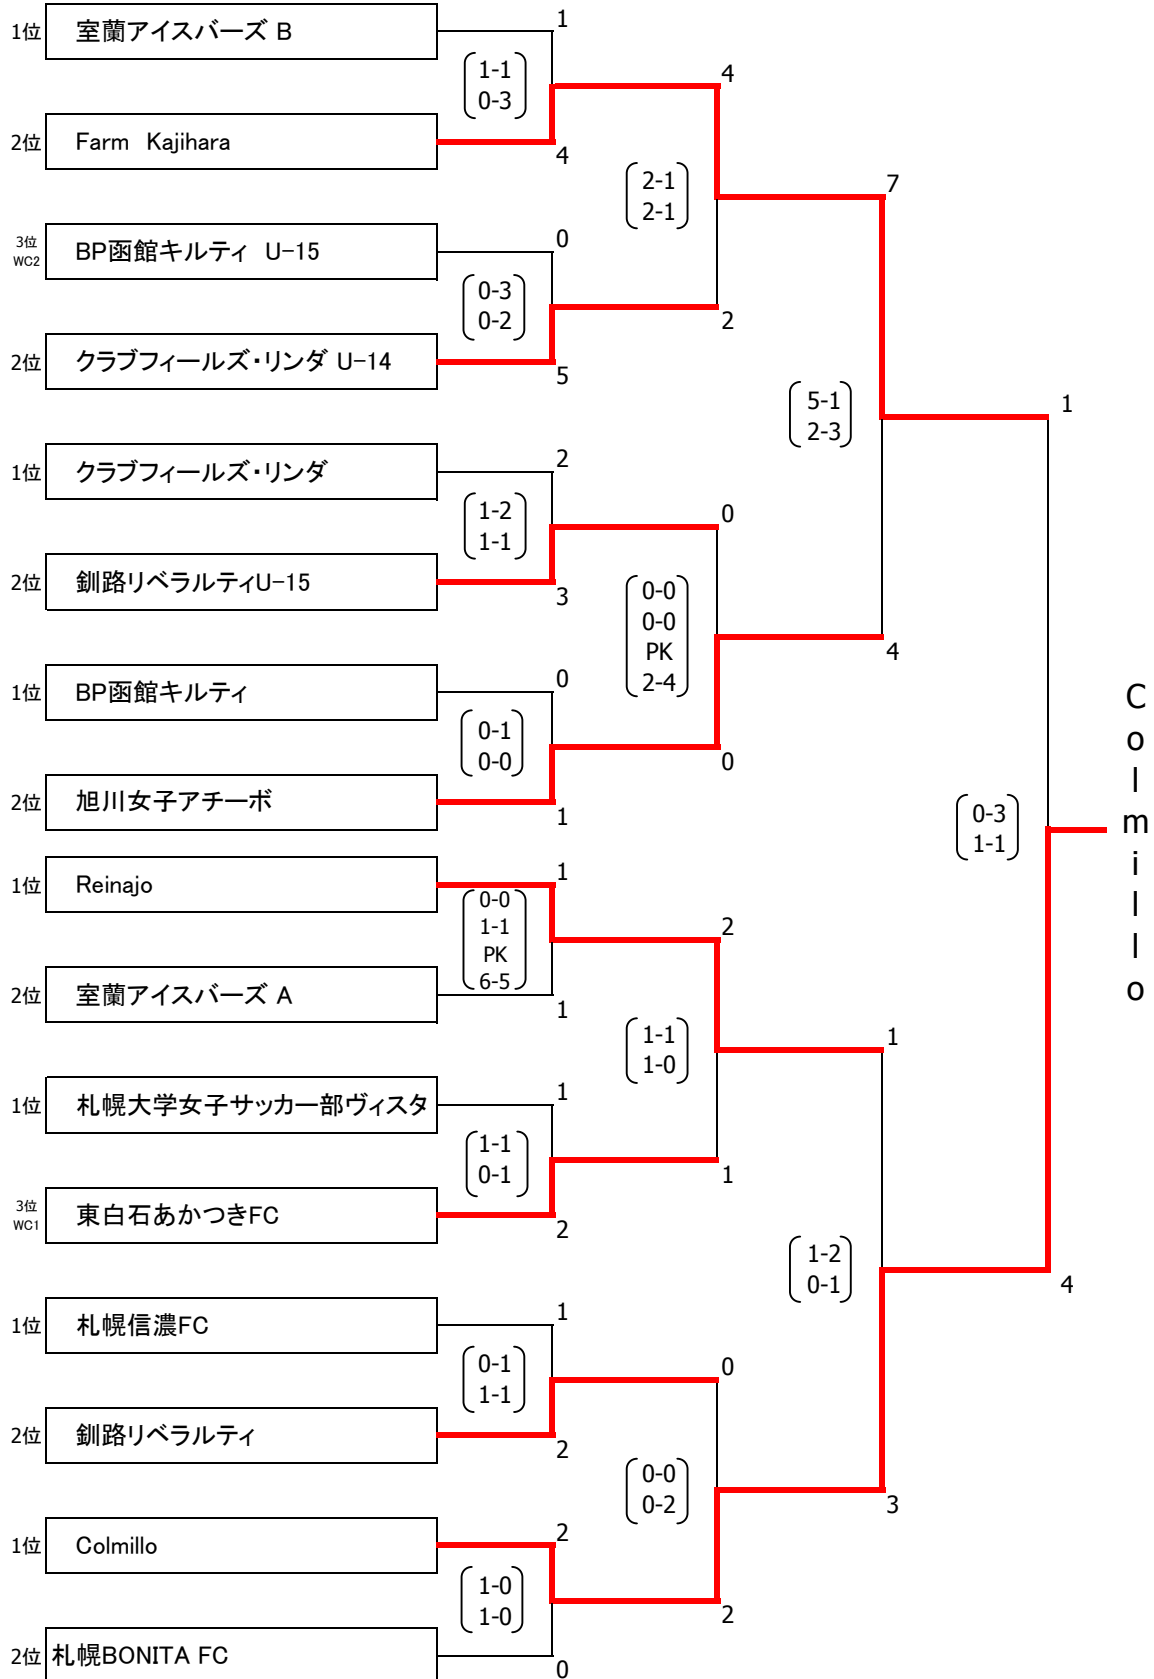 1位 室蘭アイスバーズ B 1
1-1
0-3
4
2位 Farm Kajihara 4
2-1
2-1
7
3位
WC2
BP函館キルティ U-15 0
0-3
0-2
2
2位 クラブフィールズ・リンダ U-14 5
5-1
2-3
1
1位 クラブフィールズ・リンダ 2
1-2
1-1
0
2位 釧路リベラルティU-15 3
0-0
0-0
PK
2-4
4
1位 BP函館キルティ 0
0-1
0-0
0
2位 旭川女子アチーボ 1
0-3
1-1
Colmillo
1位 Reinajo 1
0-0
1-1
PK
6-5
2
2位 室蘭アイスバーズ A 1
1-1
1-0
1
1位 札幌大学女子サッカー部ヴィスタ 1
1-1
0-1
1
3位
WC1
東白石あかつきFC 2
1-2
0-1
4
1位 札幌信濃FC 1
0-1
1-1
0
2位 釧路リベラルティ 2
0-0
0-2
3
1位 Colmillo 2
1-0
1-0
2
2位 札幌BONITA FC 0